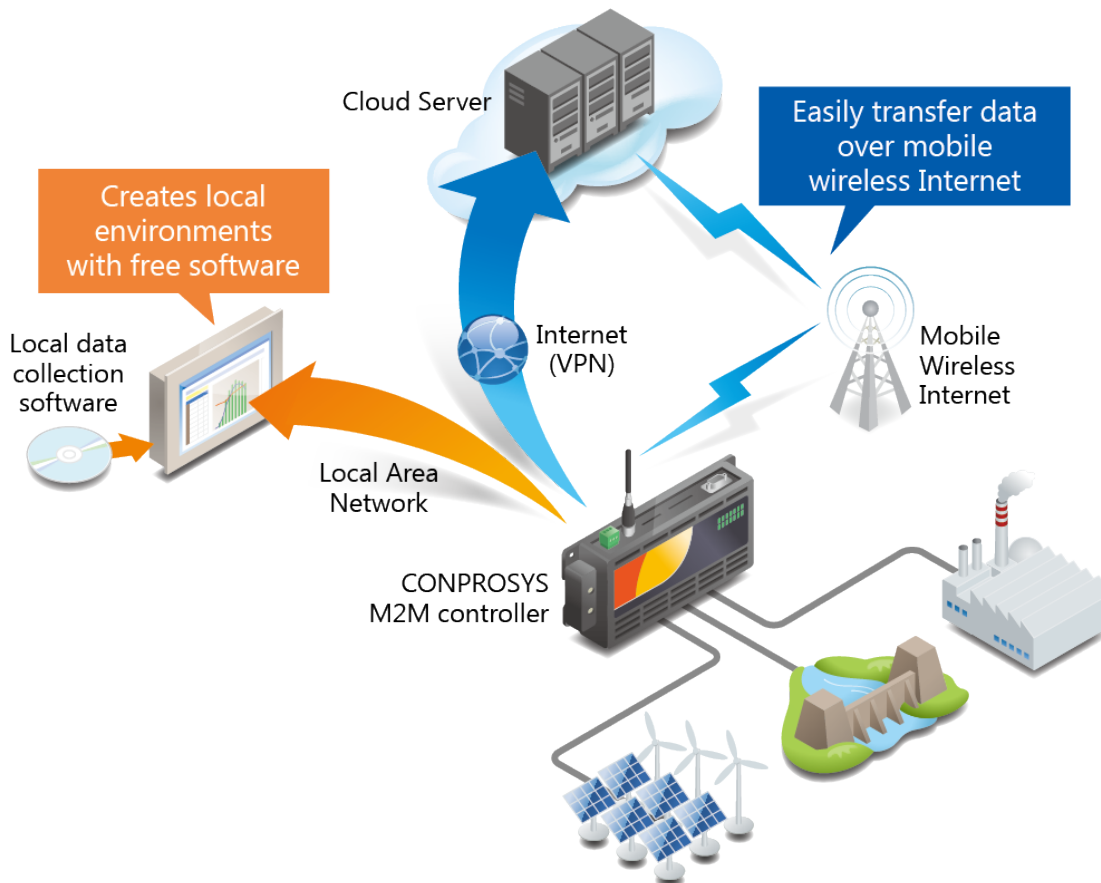 Cloud Server
Easily transfer data
over mobile
wireless Internet
Creates local
environments
with free software
Local data
collection
software
Internet
(VPN)
Mobile
Wireless
Internet
Local Area
Network
CONPROSYS
M2M controller